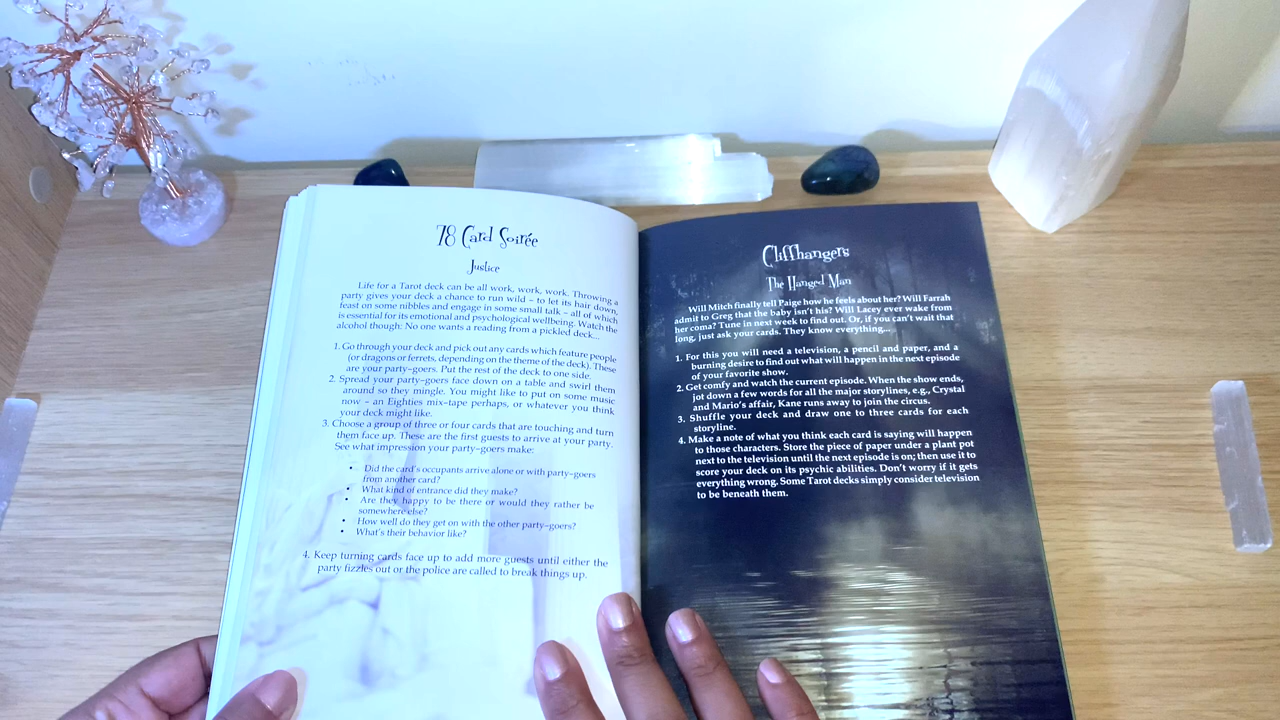 78 Card Soirée
Justice
Life for a Tarot deck can be all work, work, work. Throwing a
party gives your deck a chance to run wild – to let its hair down,
feast on some nibbles and engage in some small talk – all of which
is essential for its emotional and psychological wellbeing. Watch the
alcohol though: No one wants a reading from a pickled deck...
1. Go through your deck and pick out any cards which feature people
(or dragons or ferrets, depending on the theme of the deck). These
are your party-goers. Put the rest of the deck to one side.
2. Spread your party-goers face down on a table and swirl them
around so they mingle. You might like to put on some music
now – an Eighties mix-tape perhaps, or whatever you think
your deck might like.
3. Choose a group of three or four cards that are touching and turn
them face up. These are the first guests to arrive at your party.
See what impression your party-goers make:
• Did the card's occupants arrive alone or with party-goers
from another card?
• What kind of entrance did they make?
• Are they happy to be there or would they rather be
somewhere else?
• How well do they get on with the other party-goers?
• What's their behavior like?
4. Keep turning cards face up to add more guests until either the
party fizzles out or the police are called to break things up.
Cliffhangers
The Hanged Man
Will Mitch finally tell Paige how he feels about her? Will Farrah
admit to Greg that the baby isn't his? Will Lacey ever wake from
her coma? Tune in next week to find out. Or, if you can't wait that
long, just ask your cards. They know everything...
1. For this you will need a television, a pencil and paper, and a
burning desire to find out what will happen in the next episode
of your favorite show.
2. Get comfy and watch the current episode. When the show ends,
jot down a few words for all the major storylines, e.g., Crystal
and Mario's affair, Kane runs away to join the circus.
3. Shuffle your deck and draw one to three cards for each
storyline.
4. Make a note of what you think each card is saying will happen
to those characters. Store the piece of paper under a plant pot
next to the television until the next episode is on; then use it to
score your deck on its psychic abilities. Don't worry if it gets
everything wrong. Some Tarot decks simply consider television
to be beneath them.